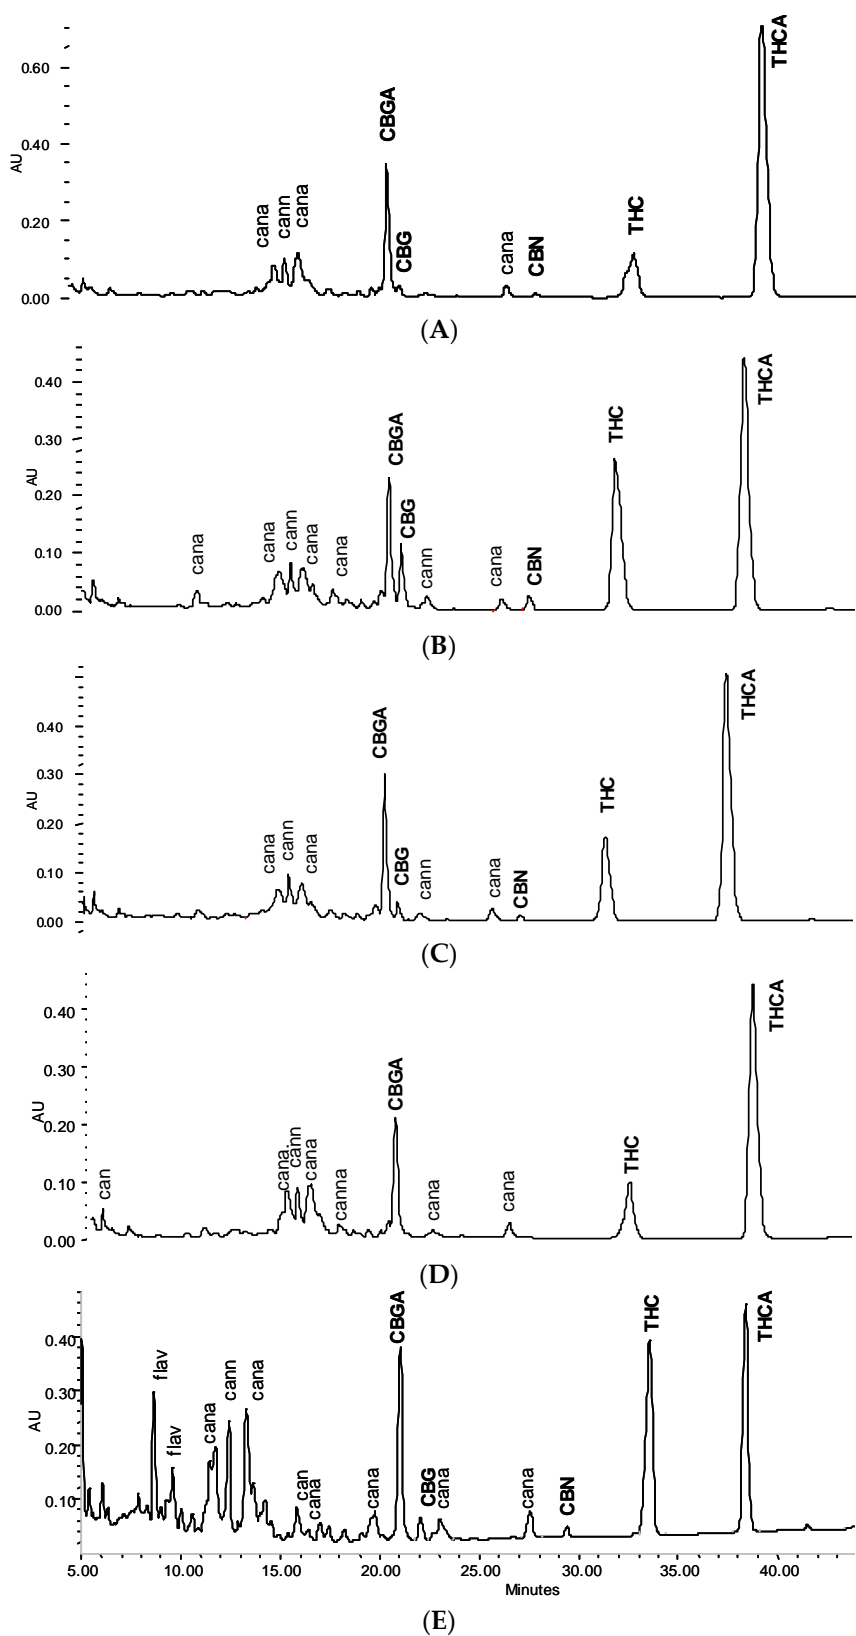 0.60
0.40
0.20
0.00
AU
cana
cann
cana
CBGA
CBG
cana
CBN
THC
THCA
(A)
0.40
0.30
0.20
0.10
0.00
AU
cana
cana
cann
cana
cana
CBGA
CBG
cann
cana
CBN
THC
THCA
(B)
0.40
0.30
0.20
0.10
0.00
AU
cana
cann
cana
CBGA
CBG
cann
cana
CBN
THC
THCA
(C)
0.40
0.30
0.20
0.10
0.00
AU
can
cana.
cann
cana
canna
CBGA
cana
cana
THC
THCA
(D)
0.40
0.30
0.20
0.10
AU
flav
flav
cana
cann
cana
can
cana
cana
CBGA
CBG
cana
cana
CBN
THC
THCA
5.00 10.00 15.00 20.00 25.00 30.00 35.00 40.00
Minutes
(E)